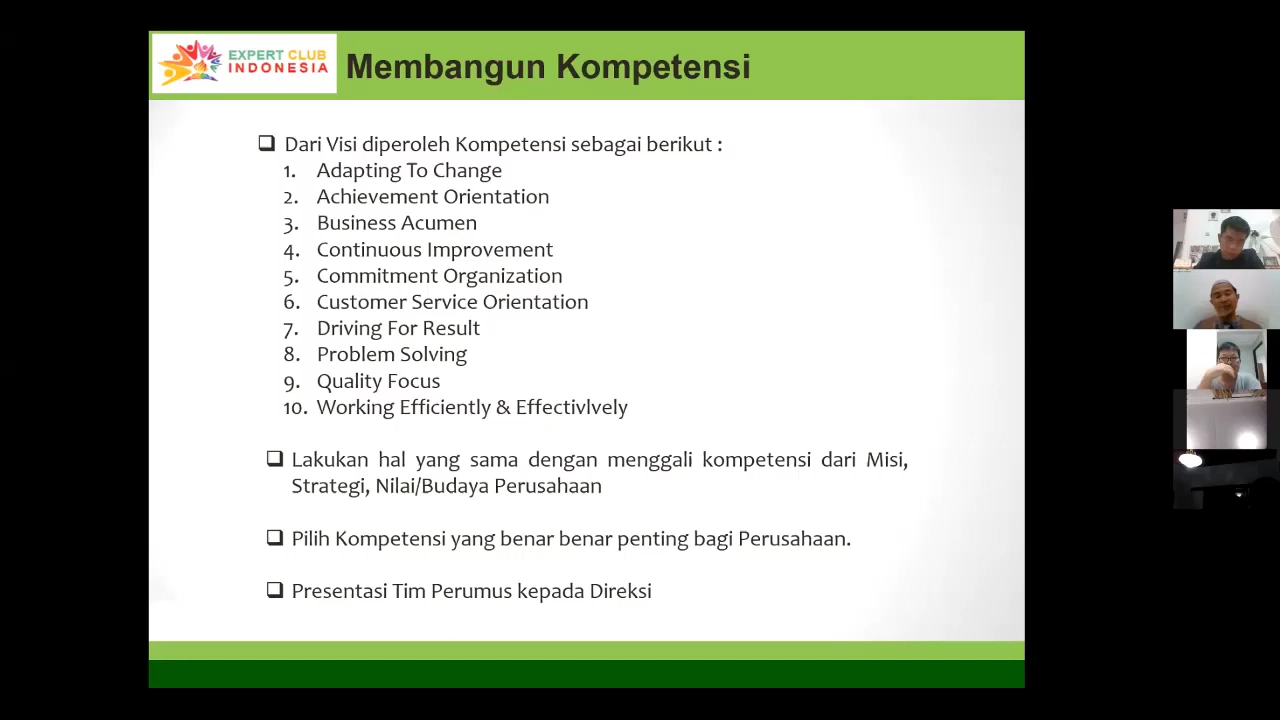 EXPERT CLUB
INDONESIA
Membangun Kompetensi
Dari Visi diperoleh Kompetensi sebagai berikut :
1. Adapting To Change
2. Achievement Orientation
3. Business Acumen
4. Continuous Improvement
5. Commitment Organization
6. Customer Service Orientation
7. Driving For Result
8. Problem Solving
9. Quality Focus
10. Working Efficiently & Effectivlvely
Lakukan hal yang sama dengan menggali kompetensi dari Misi,
Strategi, Nilai/Budaya Perusahaan
Pilih Kompetensi yang benar benar penting bagi Perusahaan.
Presentasi Tim Perumus kepada Direksi